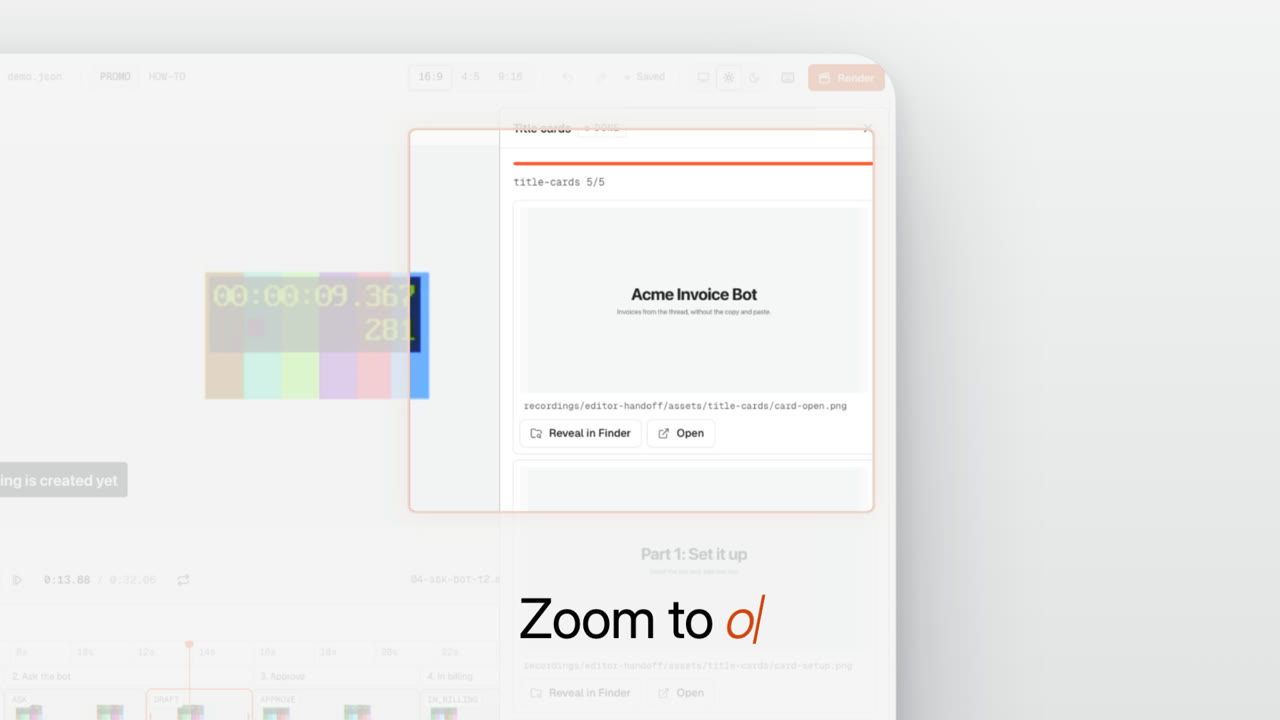 demo.json PROMO HOW-TO 16:9 4:5 9:16 Saved Render
Title cards DONE
title-cards 5/5
Acme Invoice Bot
Invoices from the thread, without the copy and paste.
00:00:09.367
281
recordings/editor-handoff/assets/title-cards/card-open.png
Reveal in Finder Open
ing is created yet
Part 1: Set it up
0:13.88 / 0:32.06
Zoom to o
8s 10s 12s 14s 16s 18s 20s 22s
recordings/editor-handoff/assets/title-cards/card-setup.png
2. Ask the bot 3. Approve 4. In billing
Reveal in Finder Open
ASK DRAFT APPROVE IN_BILLING